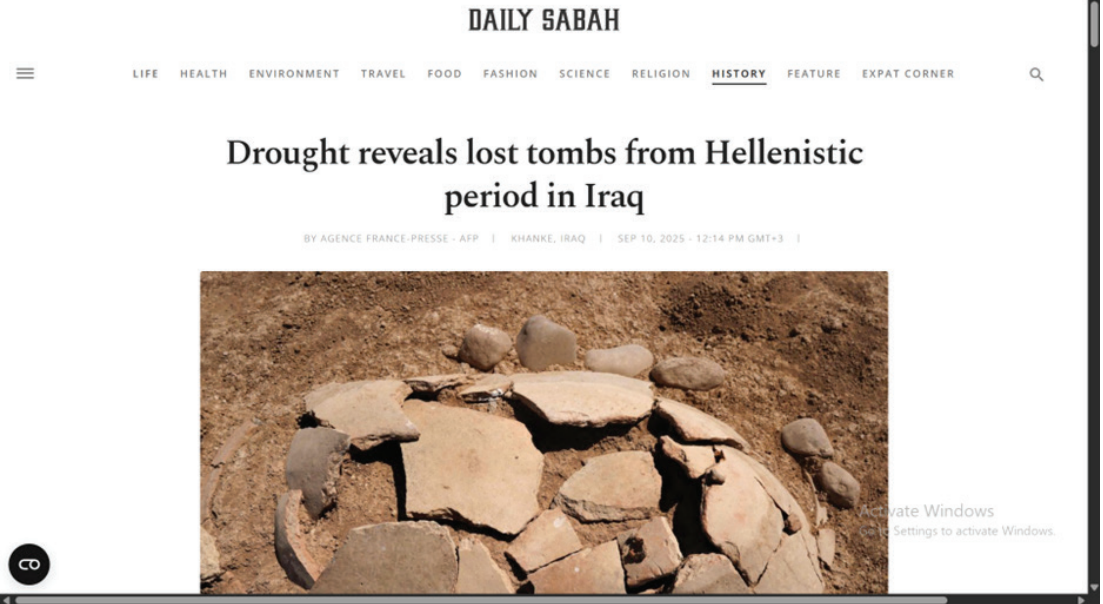 DAILY SABAH
LIFE HEALTH ENVIRONMENT TRAVEL FOOD FASHION SCIENCE RELIGION HISTORY FEATURE EXPAT CORNER
Drought reveals lost tombs from Hellenistic
period in Iraq
BY AGENCE FRANCE-PRESSE - AFP | KHANKE, IRAQ | SEP 10, 2025 - 12:14 PM GMT+3 |
Activate Windows
Go to Settings to activate Windows.